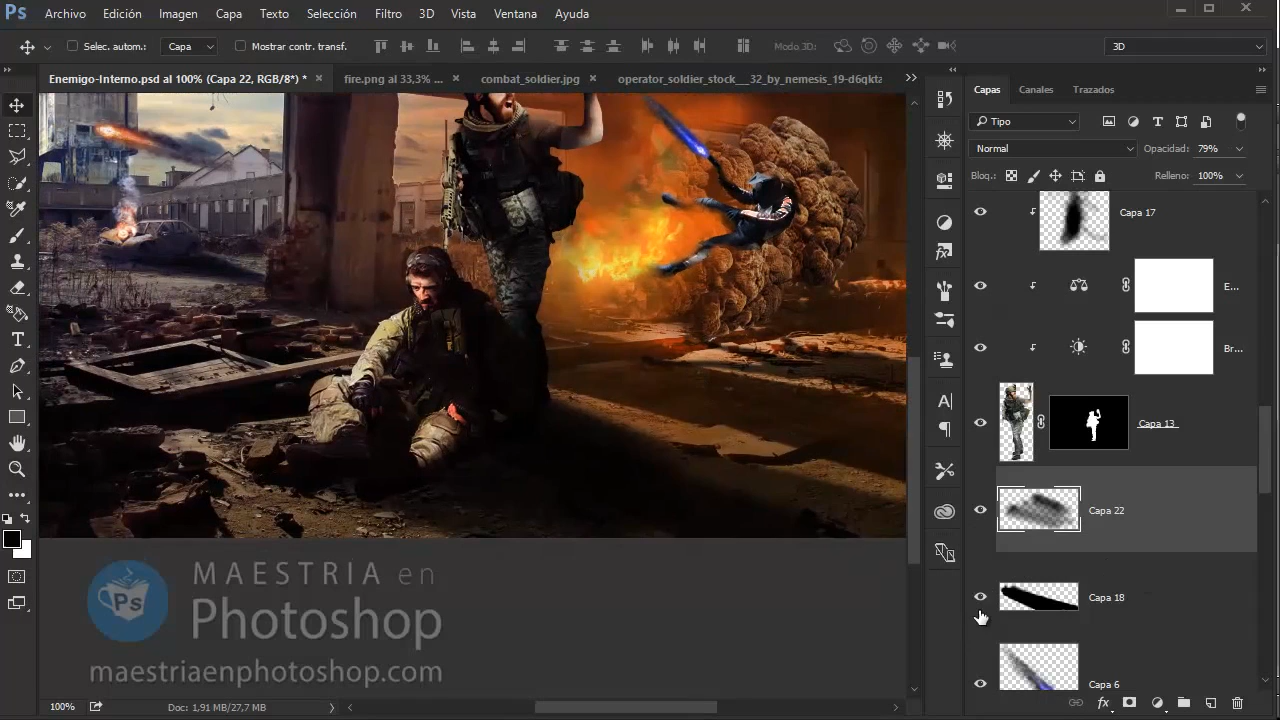 Ps Archivo Edición Imagen Capa Texto Selección Filtro 3D Vista Ventana Ayuda
Selec. autom.: Capa Mostrar contr. transf. Modo 3D: 3D
Enemigo-Interno.psd al 100% (Capa 22, RGB/8*) * × fire.png al 33,3% ... × combat_soldier.jpg × operator_soldier_stock__32_by_nemesis_19-d6qkta
Capas Canales Trazados
Tipo
Normal Opacidad: 79%
Bloq.: Relleno: 100%
Capa 17
E...
Br...
Capa 13
Capa 22
Capa 18
Capa 6
Ps
MAESTRIA en
Photoshop
maestriaenphotoshop.com
100% Doc: 1,91 MB/27,7 MB